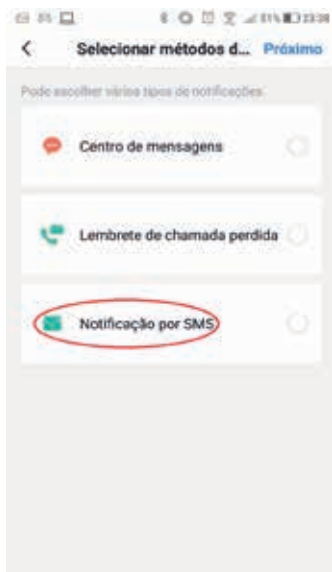 Selecionar métodos d... Próximo
Pode escolher vários tipos de notificações
Centro de mensagens
Lembrete de chamada perdida
Notificação por SMS